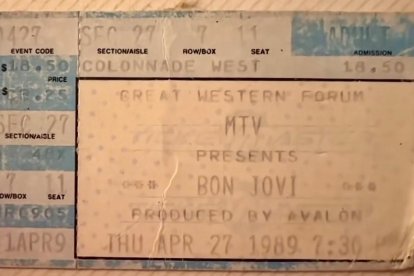 0427 SEC 27 7 11 ADULT
EVENT CODE SECTION/AISLE ROW/BOX SEAT ADMISSION
$ 18.50 COLONNADE WEST 18.50
PRICE
GREAT WESTERN FORUM
SECTION/AISLE
SEC 27
MTV
PRESENTS
BON JOVI
ROW/BOX SEAT
7 11
PRODUCED BY AVALON
1APR9 THU APR 27 1989 7:30